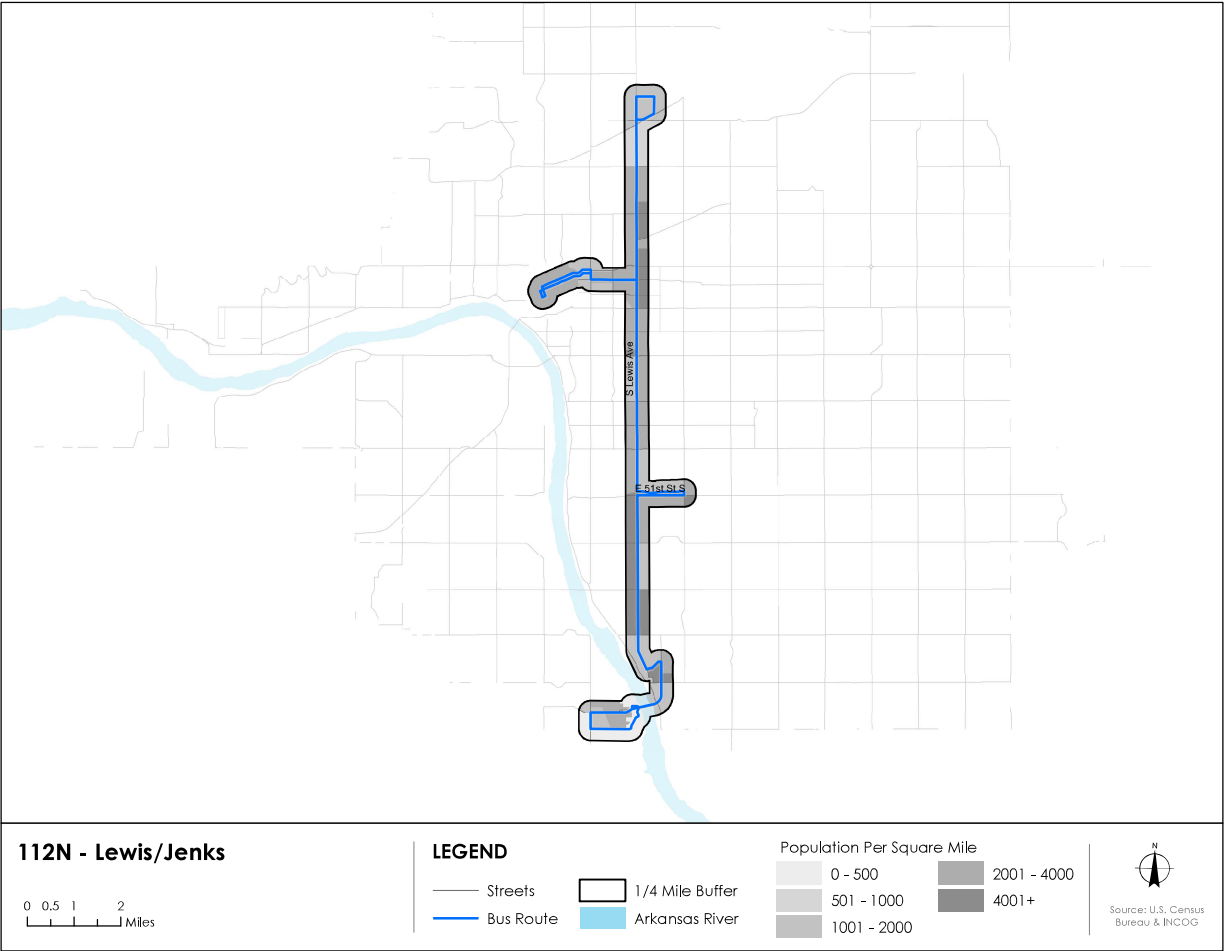 S Lewis Ave
E 51st St S
112N - Lewis/Jenks
0 0.5 1 2
Miles
LEGEND
Streets
Bus Route
1/4 Mile Buffer
Arkansas River
Population Per Square Mile
0 - 500
501 - 1000
1001 - 2000
2001 - 4000
4001+
N
Source: U.S. Census
Bureau & INCOG